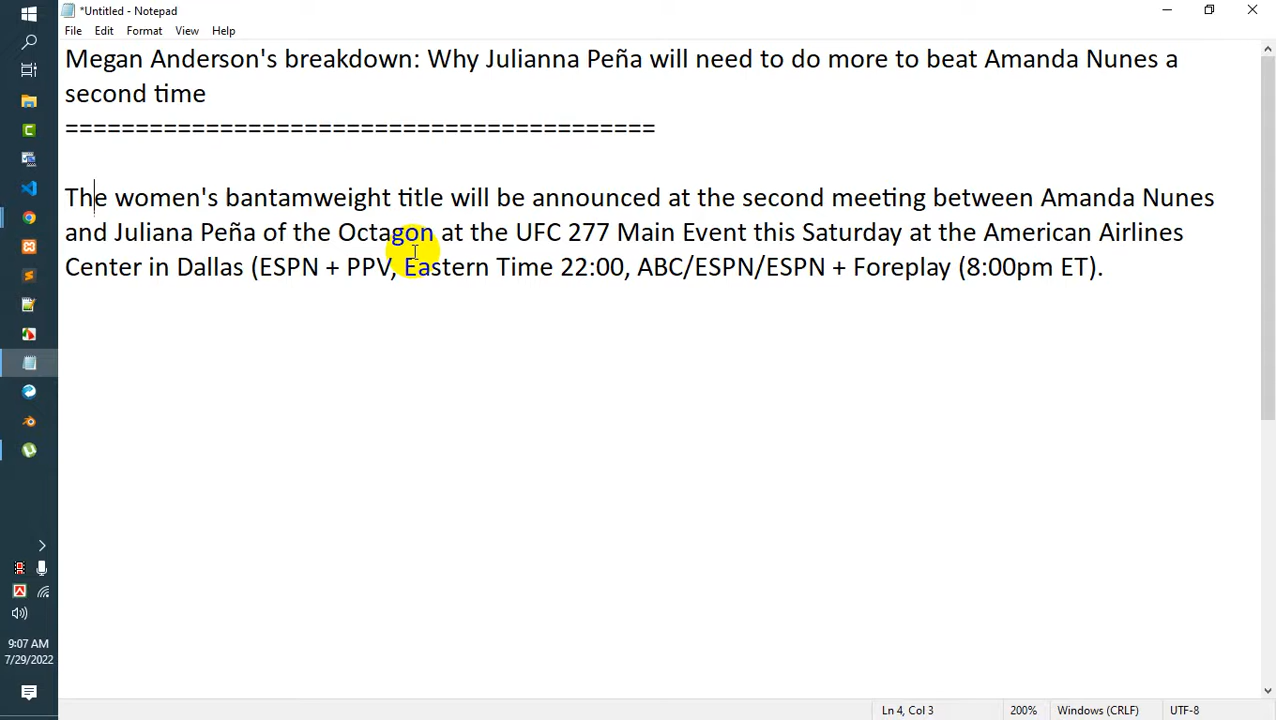 *Untitled - Notepad
File Edit Format View Help
Megan Anderson's breakdown: Why Julianna Peña will need to do more to beat Amanda Nunes a
second time
==========================================
The women's bantamweight title will be announced at the second meeting between Amanda Nunes
and Juliana Peña of the Octagon at the UFC 277 Main Event this Saturday at the American Airlines
Center in Dallas (ESPN + PPV, Eastern Time 22:00, ABC/ESPN/ESPN + Foreplay (8:00pm ET).
9:07 AM
7/29/2022
Ln 4, Col 3
200%
Windows (CRLF)
UTF-8